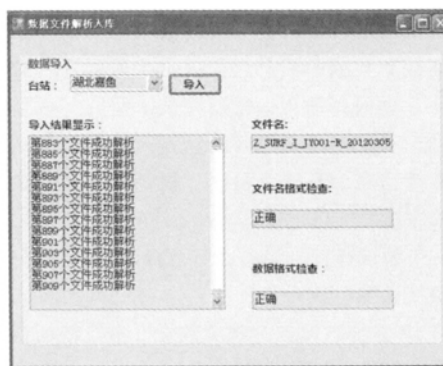 数据文件解析入库
数据导入
台站： 湖北嘉鱼 导入
导入结果显示：
第883个文件成功解析
第885个文件成功解析
第887个文件成功解析
第889个文件成功解析
第891个文件成功解析
第893个文件成功解析
第895个文件成功解析
第897个文件成功解析
第899个文件成功解析
第901个文件成功解析
第903个文件成功解析
第905个文件成功解析
第907个文件成功解析
第909个文件成功解析
文件名:
Z_SURF_I_JY001-R_20120305
文件名格式检查:
正确
数据格式检查：
正确